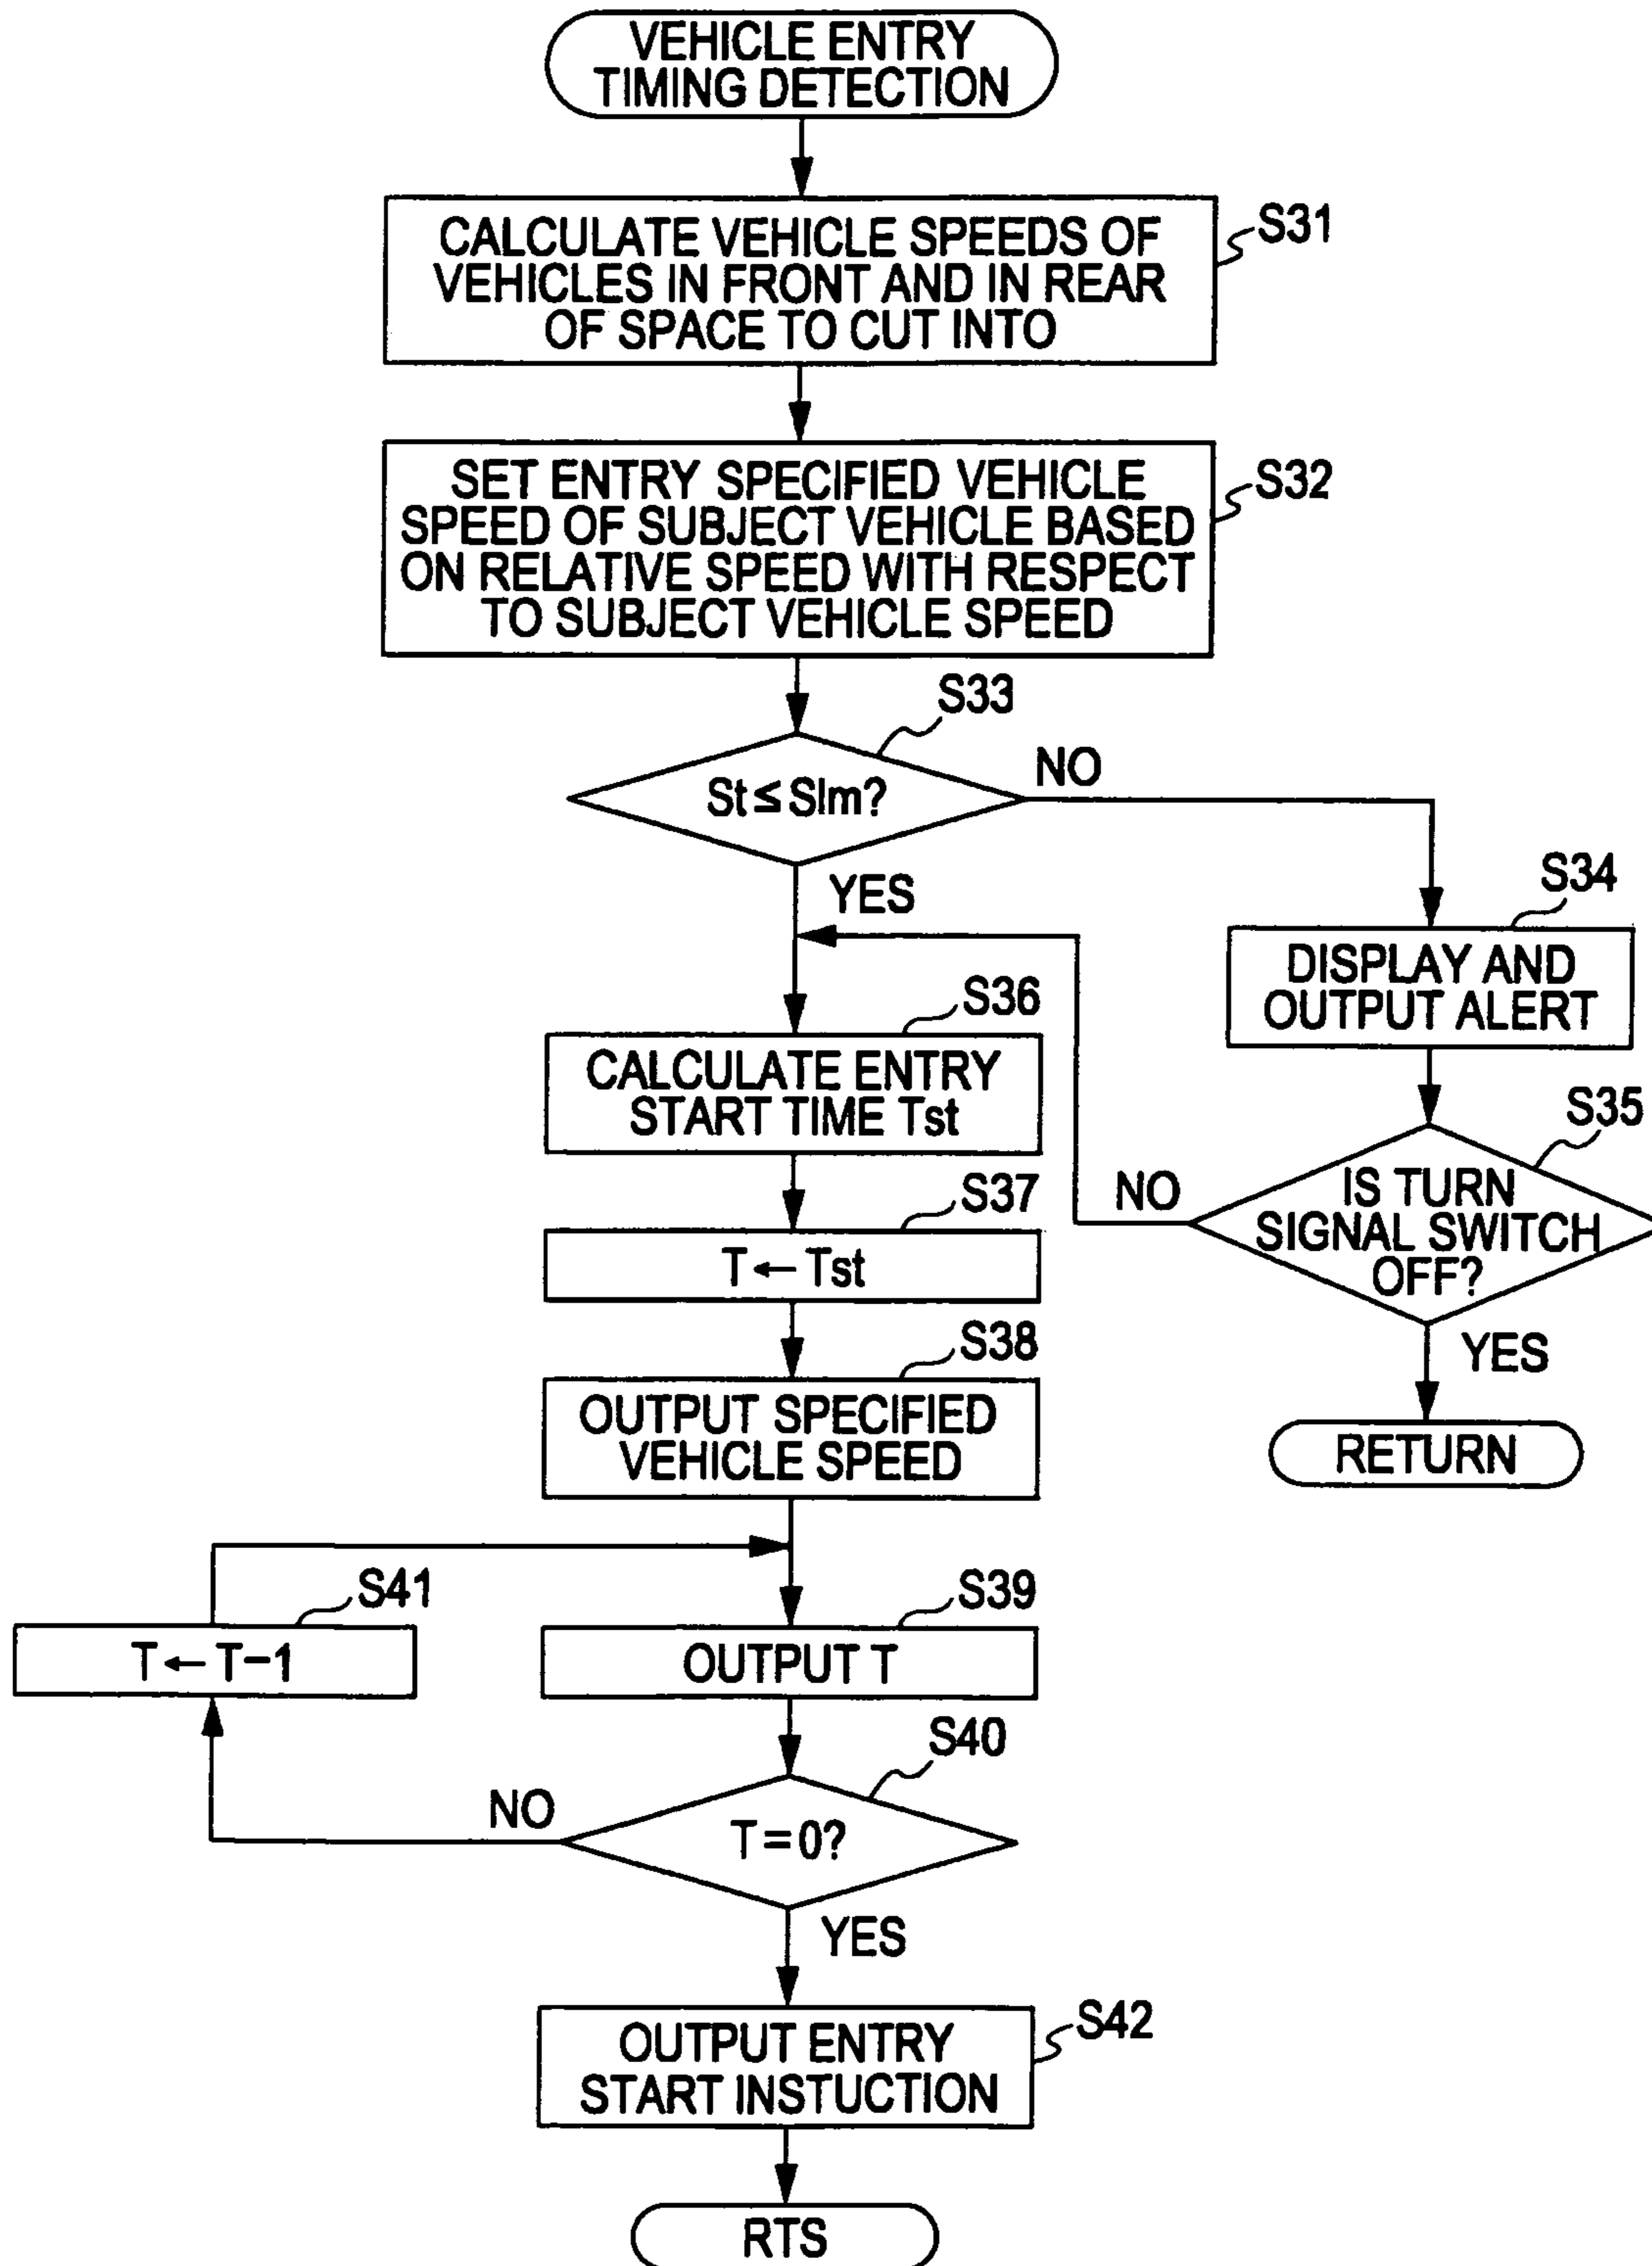 VEHICLE ENTRY
TIMING DETECTION
CALCULATE VEHICLE SPEEDS OF
VEHICLES IN FRONT AND IN REAR
OF SPACE TO CUT INTO
S31
SET ENTRY SPECIFIED VEHICLE
SPEED OF SUBJECT VEHICLE BASED
ON RELATIVE SPEED WITH RESPECT
TO SUBJECT VEHICLE SPEED
S32
S33
St ≤ Slm?
NO
YES
S34
DISPLAY AND
OUTPUT ALERT
S35
IS TURN
SIGNAL SWITCH
OFF?
NO
YES
RETURN
S36
CALCULATE ENTRY
START TIME Tst
S37
T ← Tst
S38
OUTPUT SPECIFIED
VEHICLE SPEED
S41
T ← T−1
S39
OUTPUT T
S40
T = 0?
NO
YES
S42
OUTPUT ENTRY
START INSTUCTION
RTS